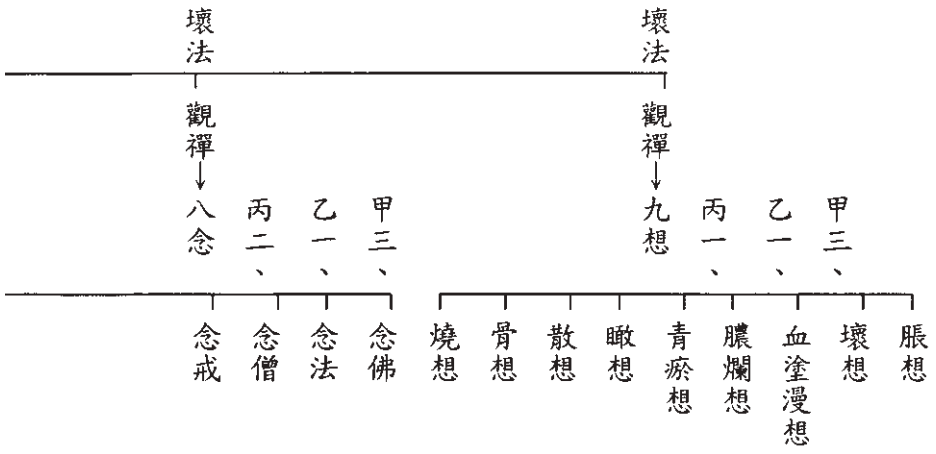 壞法
觀禪
九想
甲三、
乙一、
丙一、
脹想
壞想
血塗漫想
膿爛想
青瘀想
瞰想
散想
骨想
燒想
壞法
觀禪
八念
甲三、
乙一、
丙二、
念佛
念法
念僧
念戒